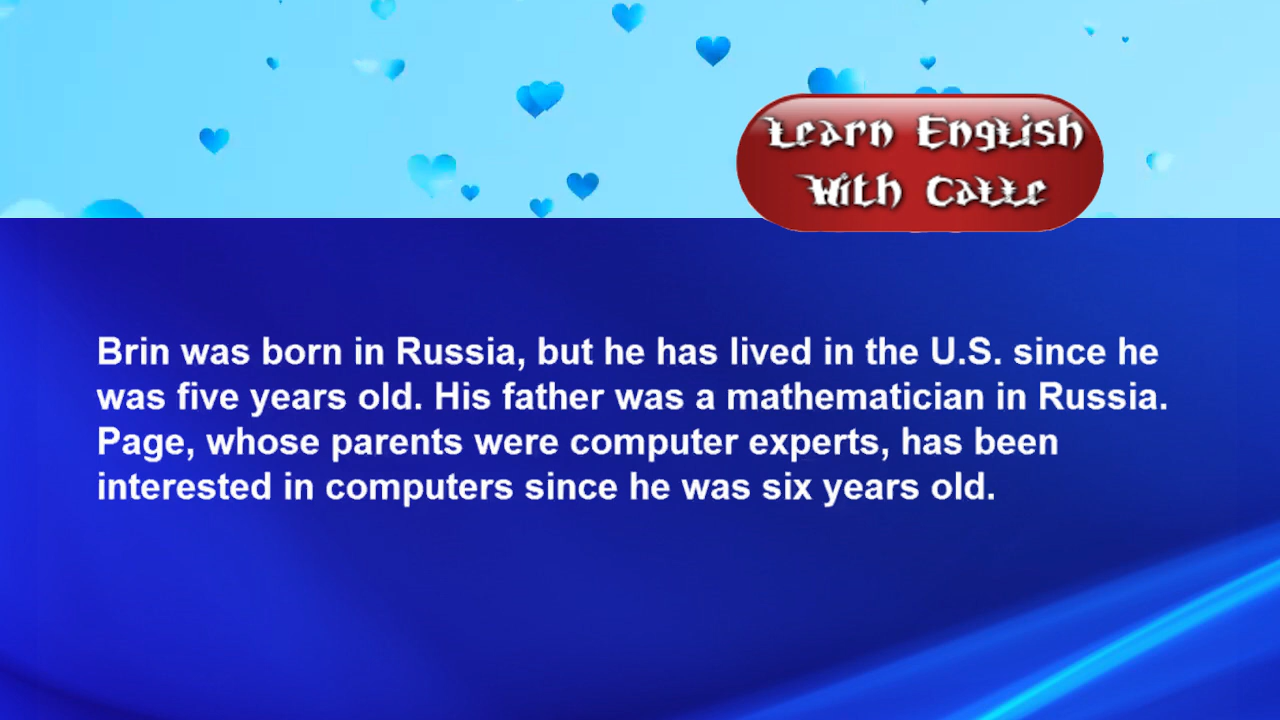 Learn English
With Calle
Brin was born in Russia, but he has lived in the U.S. since he
was five years old. His father was a mathematician in Russia.
Page, whose parents were computer experts, has been
interested in computers since he was six years old.